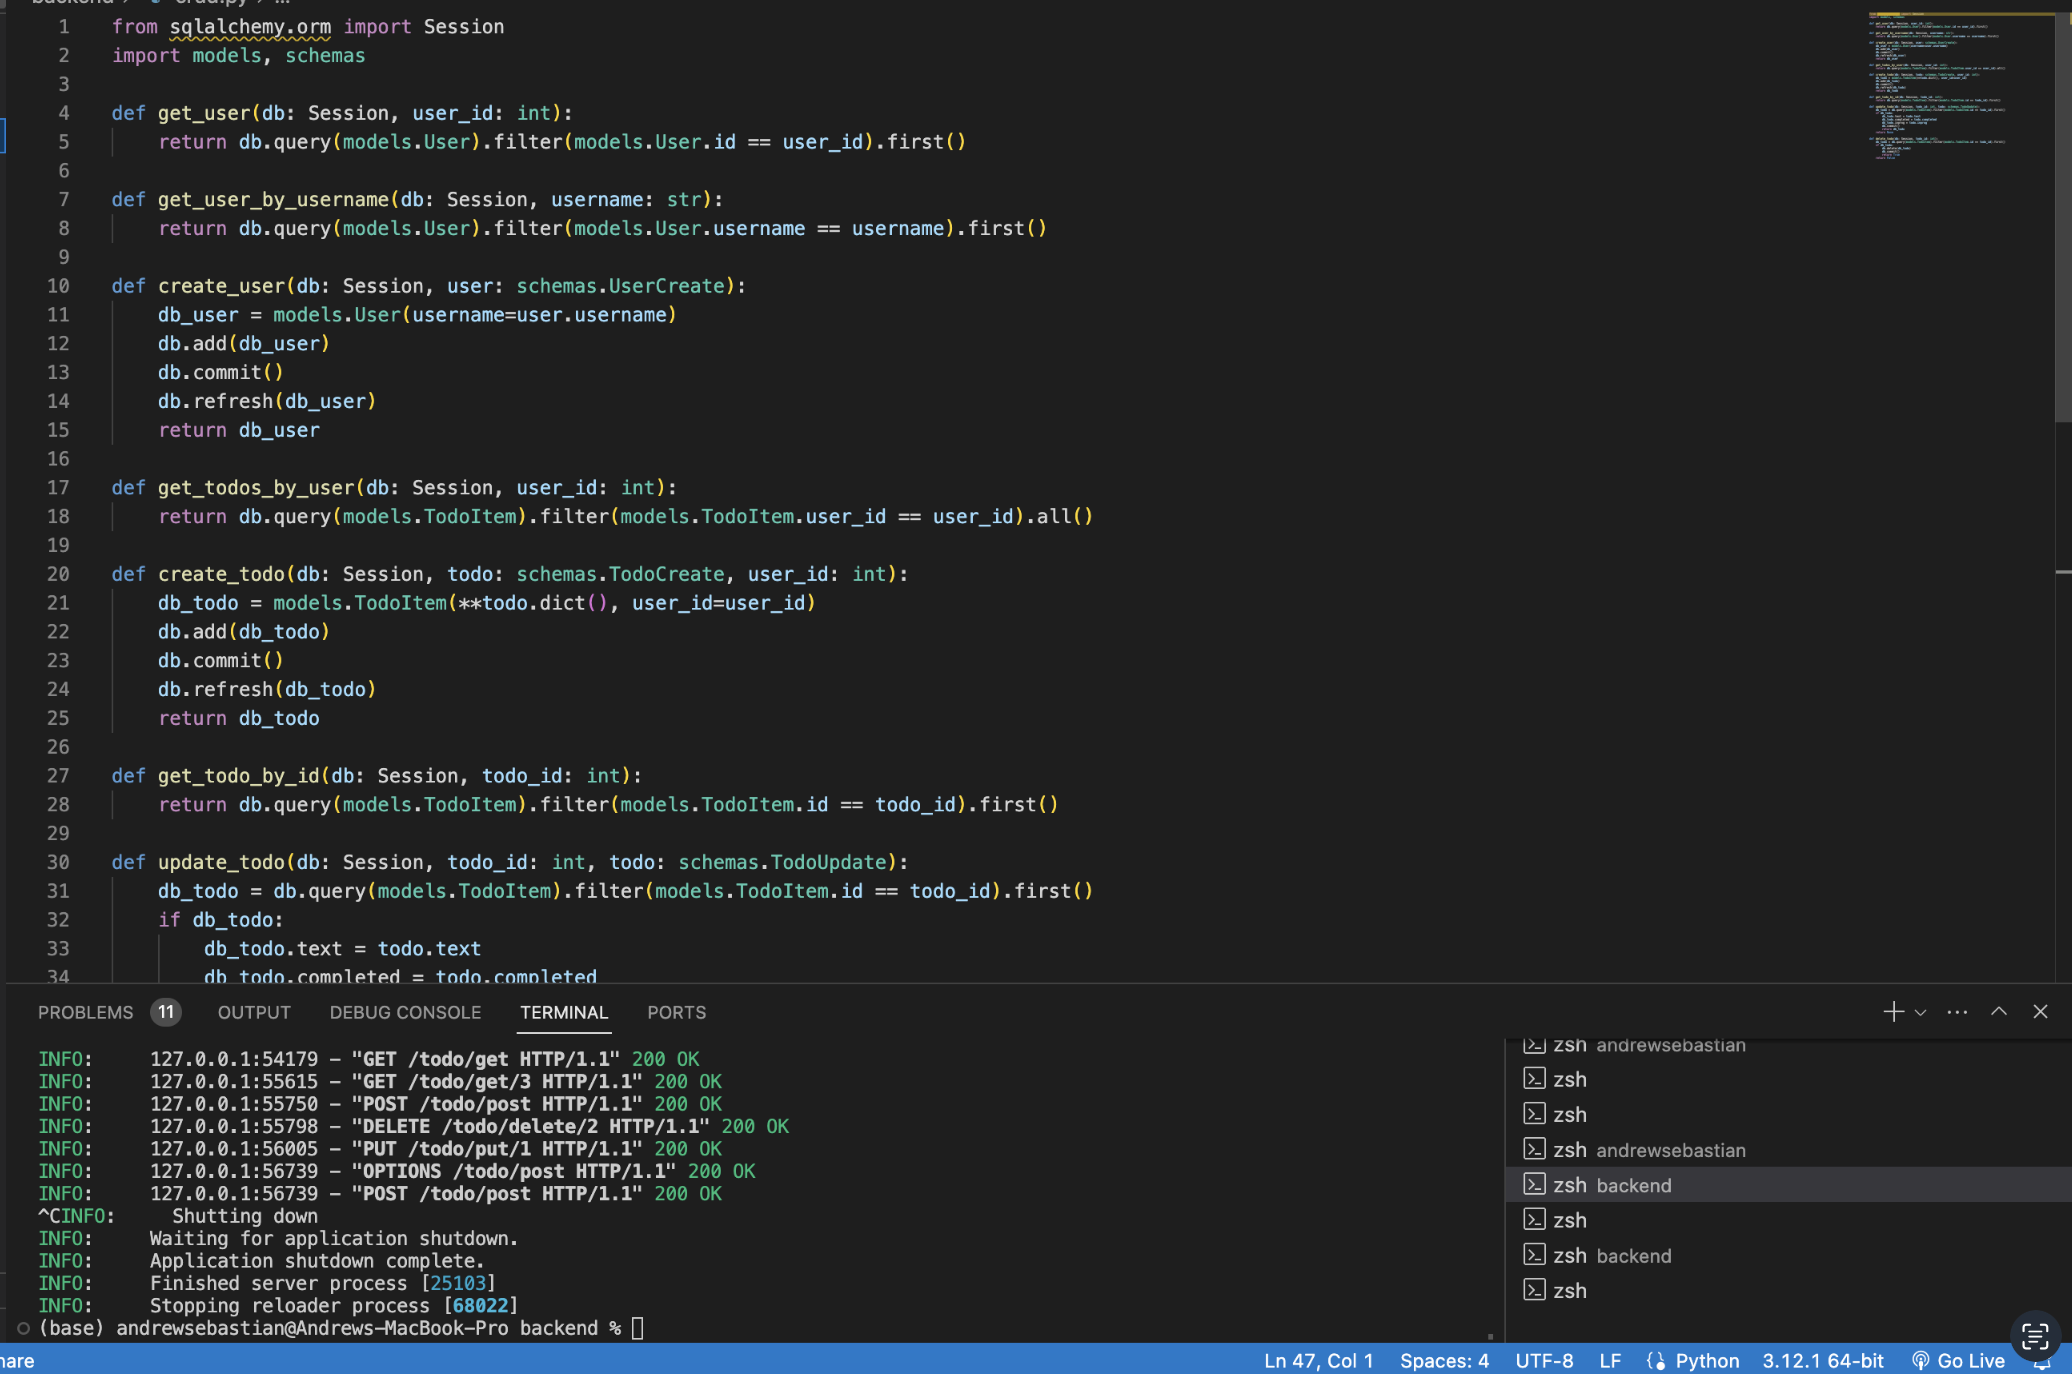 backend > crud.py > ...
1 from sqlalchemy.orm import Session
2 import models, schemas
3
4 def get_user(db: Session, user_id: int):
5     return db.query(models.User).filter(models.User.id == user_id).first()
6
7 def get_user_by_username(db: Session, username: str):
8     return db.query(models.User).filter(models.User.username == username).first()
9
10 def create_user(db: Session, user: schemas.UserCreate):
11     db_user = models.User(username=user.username)
12     db.add(db_user)
13     db.commit()
14     db.refresh(db_user)
15     return db_user
16
17 def get_todos_by_user(db: Session, user_id: int):
18     return db.query(models.TodoItem).filter(models.TodoItem.user_id == user_id).all()
19
20 def create_todo(db: Session, todo: schemas.TodoCreate, user_id: int):
21     db_todo = models.TodoItem(**todo.dict(), user_id=user_id)
22     db.add(db_todo)
23     db.commit()
24     db.refresh(db_todo)
25     return db_todo
26
27 def get_todo_by_id(db: Session, todo_id: int):
28     return db.query(models.TodoItem).filter(models.TodoItem.id == todo_id).first()
29
30 def update_todo(db: Session, todo_id: int, todo: schemas.TodoUpdate):
31     db_todo = db.query(models.TodoItem).filter(models.TodoItem.id == todo_id).first()
32     if db_todo:
33         db_todo.text = todo.text
34         db_todo.completed = todo.completed
PROBLEMS 11 OUTPUT DEBUG CONSOLE TERMINAL PORTS
INFO:     127.0.0.1:54179 - "GET /todo/get HTTP/1.1" 200 OK
INFO:     127.0.0.1:55615 - "GET /todo/get/3 HTTP/1.1" 200 OK
INFO:     127.0.0.1:55750 - "POST /todo/post HTTP/1.1" 200 OK
INFO:     127.0.0.1:55798 - "DELETE /todo/delete/2 HTTP/1.1" 200 OK
INFO:     127.0.0.1:56005 - "PUT /todo/put/1 HTTP/1.1" 200 OK
INFO:     127.0.0.1:56739 - "OPTIONS /todo/post HTTP/1.1" 200 OK
INFO:     127.0.0.1:56739 - "POST /todo/post HTTP/1.1" 200 OK
^CINFO:     Shutting down
INFO:     Waiting for application shutdown.
INFO:     Application shutdown complete.
INFO:     Finished server process [25103]
INFO:     Stopping reloader process [68022]
(base) andrewsebastian@Andrews-MacBook-Pro backend %
zsh andrewsebastian
zsh
zsh
zsh andrewsebastian
zsh backend
zsh
zsh backend
zsh
hare Ln 47, Col 1 Spaces: 4 UTF-8 LF Python 3.12.1 64-bit Go Live